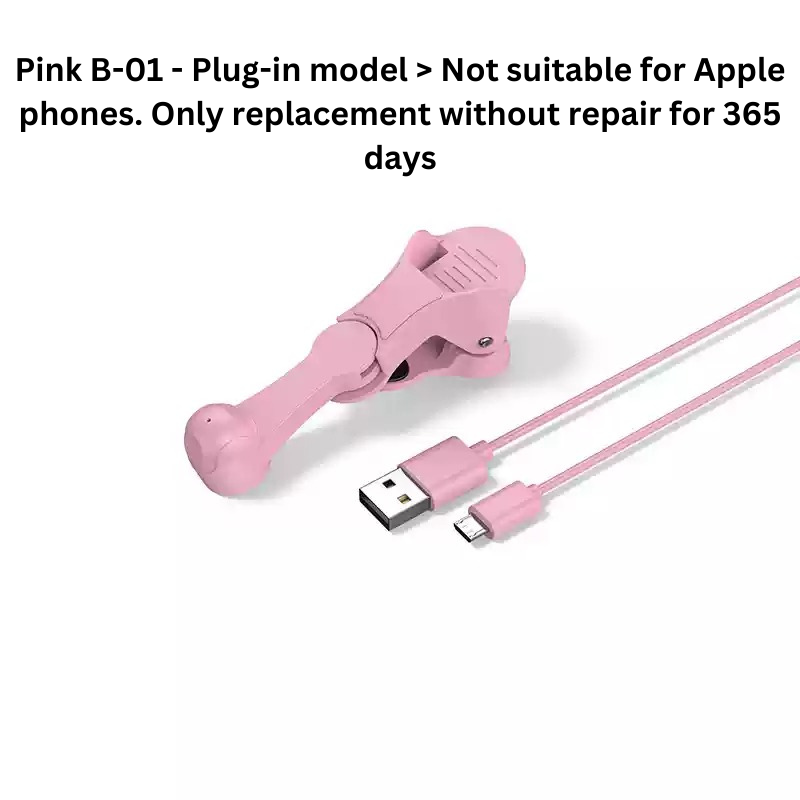 Pink B-01 - Plug-in model > Not suitable for Apple
phones. Only replacement without repair for 365
days